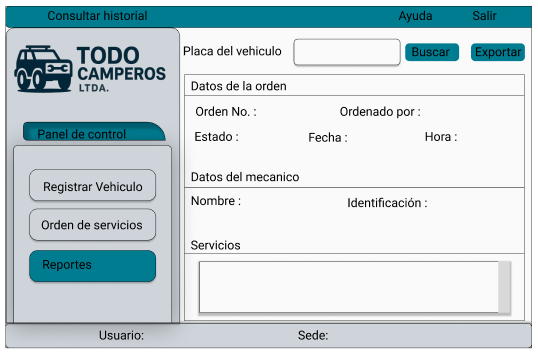 Consultar historial Ayuda Salir
TODO
CAMPEROS
LTDA.
Placa del vehiculo Buscar Exportar
Panel de control
Registrar Vehiculo
Orden de servicios
Reportes
Datos de la orden
Orden No. : Ordenado por :
Estado : Fecha : Hora :
Datos del mecanico
Nombre : Identificación :
Servicios
Usuario: Sede: